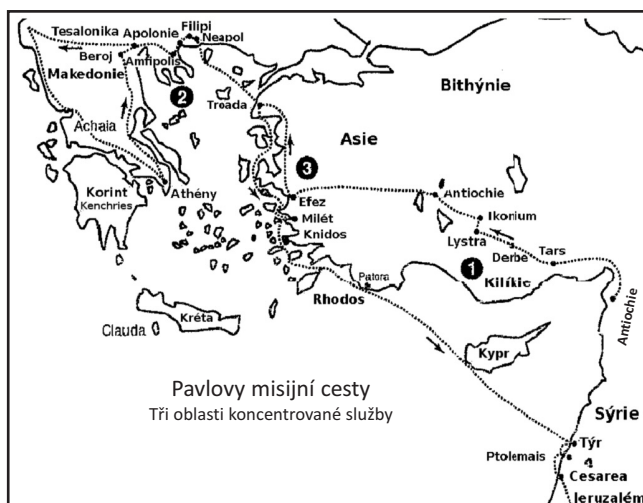 Filipi
Tesalonika
Apolonie
Neapol
Beroj
Amfipolis
Makedonie
Bithýnie
2
Troada
Asie
Achaia
3
Korint
Kenchries
Athény
Efez
Antiochie
Milét
Ikonium
Knidos
Lystra
Derbe
Tars
1
Patara
Kilíkie
Rhodos
Antiochie
Kréta
Clauda
Kypr
Pavlovy misijní cesty
Tři oblasti koncentrované služby
Sýrie
Týr
Ptolemais
Cesarea
Jeruzalém